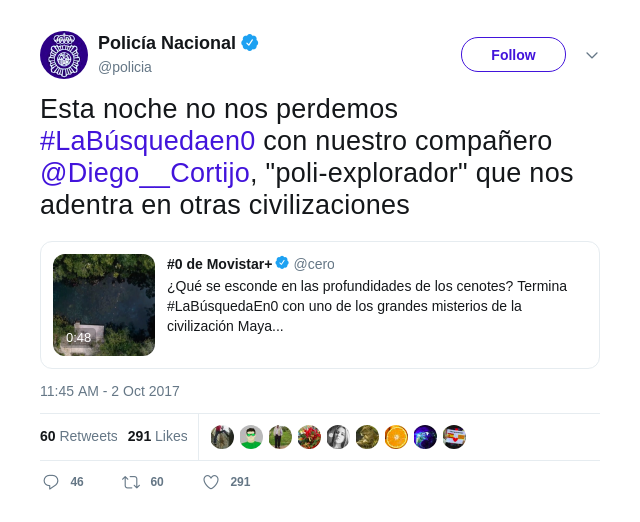 Policía Nacional
@policia
Follow
Esta noche no nos perdemos
#LaBúsquedaen0 con nuestro compañero
@Diego__Cortijo, "poli-explorador" que nos
adentra en otras civilizaciones
#0 de Movistar+ @cero
¿Qué se esconde en las profundidades de los cenotes? Termina
#LaBúsquedaEn0 con uno de los grandes misterios de la
civilización Maya...
0:48
11:45 AM - 2 Oct 2017
60 Retweets 291 Likes
46 60 291